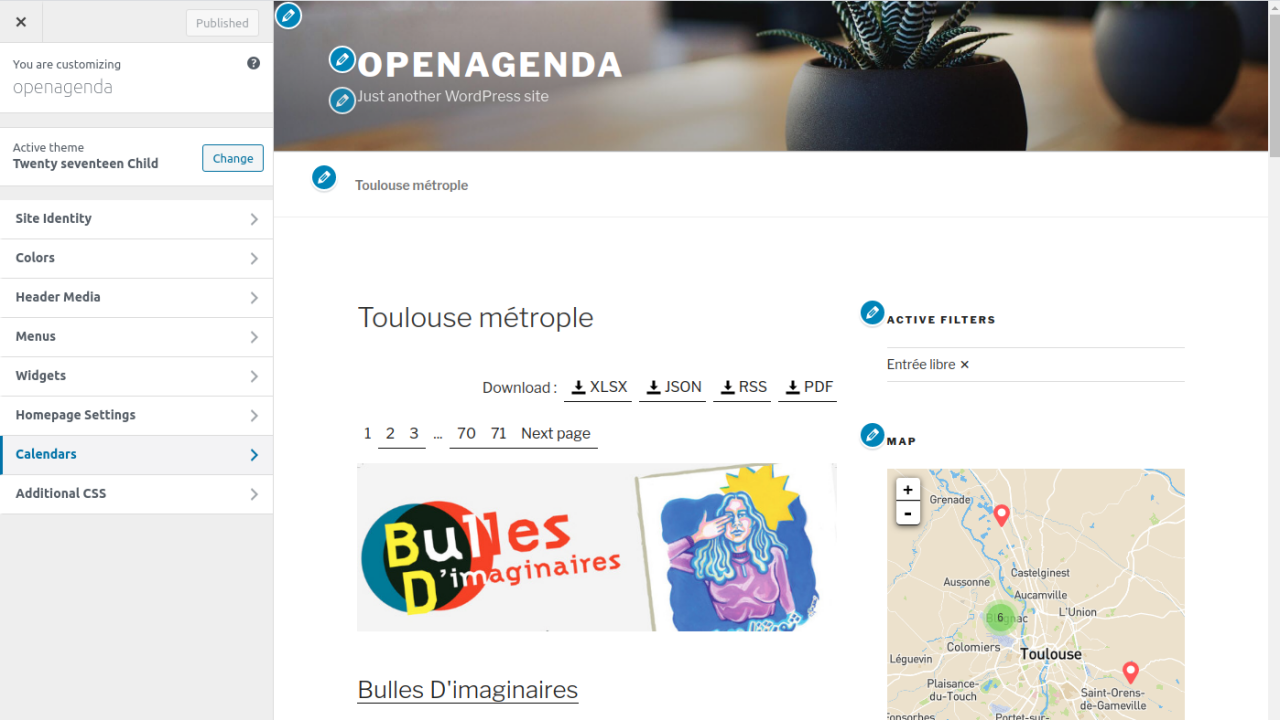 Published
You are customizing
openagenda
Active theme
Twenty seventeen Child
Change
Site Identity
Colors
Header Media
Menus
Widgets
Homepage Settings
Calendars
Additional CSS
OPENAGENDA
Just another WordPress site
Toulouse métrople
Toulouse métrople
Download : XLSX JSON RSS PDF
1 2 3 ... 70 71 Next page
Bulles
D'imaginaires
Bulles D'imaginaires
ACTIVE FILTERS
Entrée libre ×
MAP
+
-
Grenade
Castelginest
Aussonne
Aucamville
L'Union
6
Colomiers
Toulouse
Léguevin
Plaisance-
du-Touch
Saint-Orens-
de-Gameville
Portet-sur-